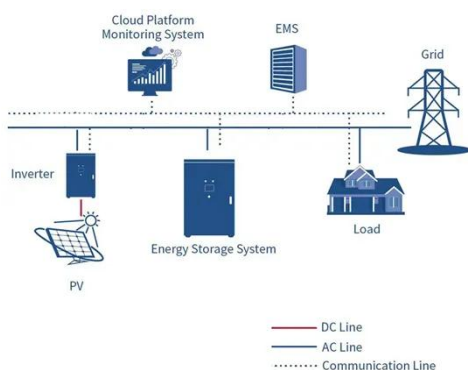 Cloud Platform
Monitoring System
EMS
Grid
Inverter
Energy Storage System
Load
PV
DC Line
AC Line
Communication Line